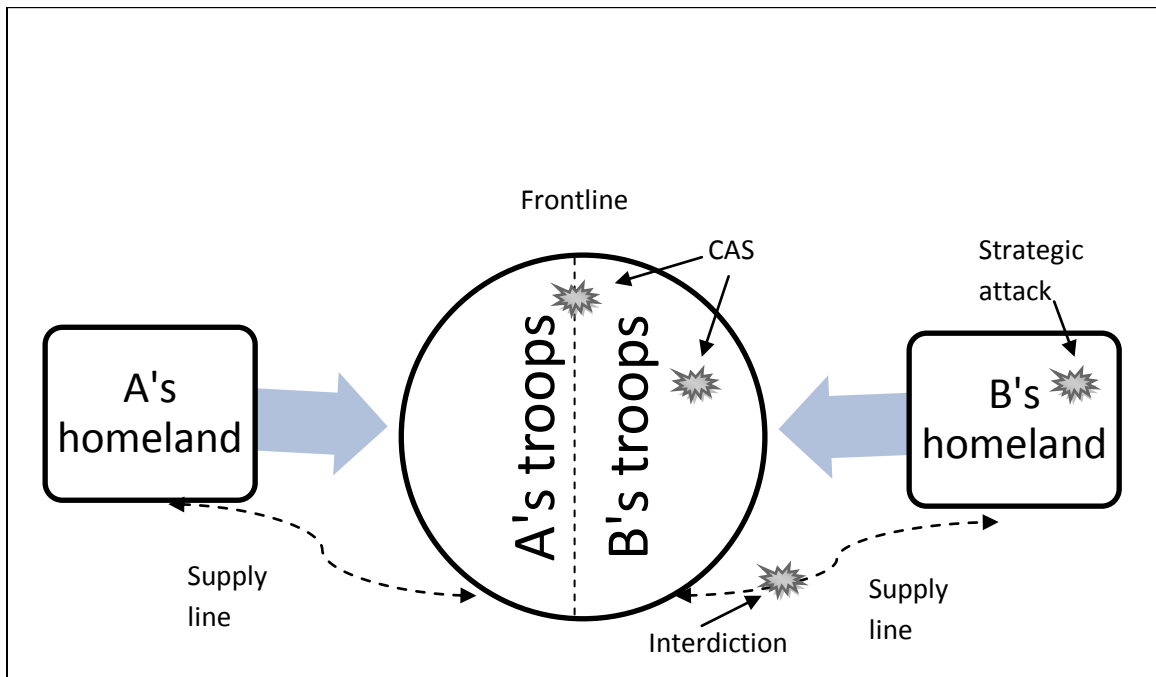 Frontline
CAS
Strategic
attack
A's
homeland
A's troops
B's troops
B's
homeland
Supply
line
Interdiction
Supply
line